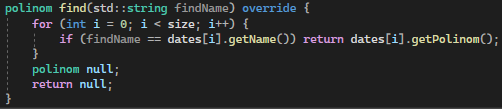 polinom find(std::string findName) override {
    for (int i = 0; i < size; i++) {
        if (findName == dates[i].getName()) return dates[i].getPolinom();
    }
    polinom null;
    return null;
}